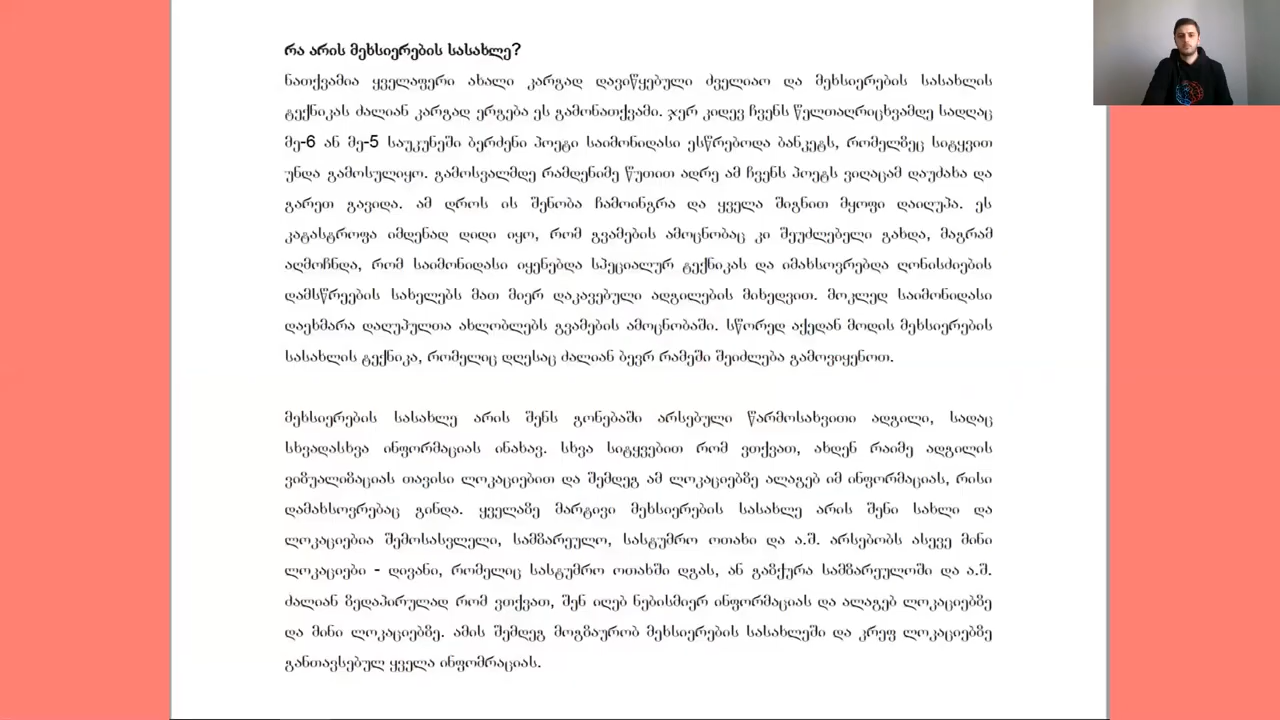 რა არის მეხსიერების სასახლე?
ნათქვამია ყველაფერი ახალი კარგად დავიწყებული ძველიაო და მეხსიერების სასახლის
ტექნიკას ძალიან კარგად ერგება ეს გამონათქვამი. ჯერ კიდევ ჩვენს წელთაღრიცხვამდე სადღაც
მე-6 ან მე-5 საუკუნეში ბერძენი პოეტი საიმონიდასი ესწრებოდა ბანკეტს, რომელზეც სიტყვით
უნდა გამოსულიყო. გამოსვალმდე რამდენიმე წუთით ადრე ამ ჩვენს პოეტს ვიღაცამ დაუძახა და
გარეთ გავიდა. ამ დროს ის შენობა ჩამოინგრა და ყველა შიგნით მყოფი დაიღუპა. ეს
კატასტროფა იმდენად დიდი იყო, რომ გვამების ამოცნობაც კი შეუძლებელი გახდა, მაგრამ
აღმოჩნდა, რომ საიმონიდასი იყენებდა სპეციალურ ტექნიკას და იმახსოვრებდა ღონისძიების
დამსწრეების სახელებს მათ მიერ დაკავებული ადგილების მიხედვით. მოკლედ საიმონიდასი
დაეხმარა დაღუპულთა ახლობლებს გვამების ამოცნობაში. სწორედ აქედან მოდის მეხსიერების
სასახლის ტექნიკა, რომელიც დღესაც ძალიან ბევრ რამეში შეიძლება გამოვიყენოთ.
მეხსიერების სასახლე არის შენს გონებაში არსებული წარმოსახვითი ადგილი, სადაც
სხვადასხვა ინფორმაციას ინახავ. სხვა სიტყვებით რომ ვთქვათ, ახდენ რაიმე ადგილის
ვიზუალიზაციას თავისი ლოკაციებით და შემდეგ ამ ლოკაციებზე ალაგებ იმ ინფორმაციას, რისი
დამახსოვრებაც გინდა. ყველაზე მარტივი მეხსიერების სასახლე არის შენი სახლი და
ლოკაციებია შემოსასვლელი, სამზარეულო, სასტუმრო ოთახი და ა.შ. არსებობს ასევე მინი
ლოკაციები - დივანი, რომელიც სასტუმრო ოთახში დგას, ან გაზქურა სამზარეულოში და ა.შ.
ძალიან ზედაპირულად რომ ვთქვათ, შენ იღებ ნებისმიერ ინფორმაციას და ალაგებ ლოკაციებზე
და მინი ლოკაციებზე. ამის შემდეგ მოგზაურობ მეხსიერების სასახლეში და კრეფ ლოკაციებზე
განთავსებულ ყველა ინფომრაციას.